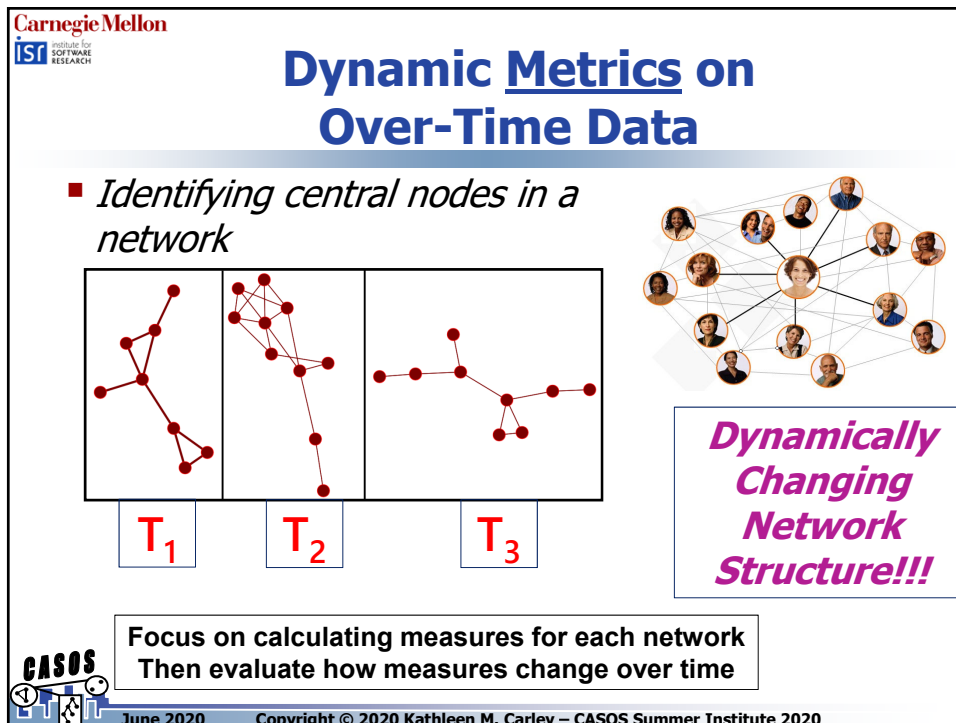 Carnegie Mellon
isr institute for
SOFTWARE
RESEARCH
Dynamic Metrics on
Over-Time Data
Identifying central nodes in a
network
T1
T2
T3
Dynamically
Changing
Network
Structure!!!
Focus on calculating measures for each network
Then evaluate how measures change over time
CASOS
June 2020 Copyright © 2020 Kathleen M. Carley – CASOS Summer Institute 2020